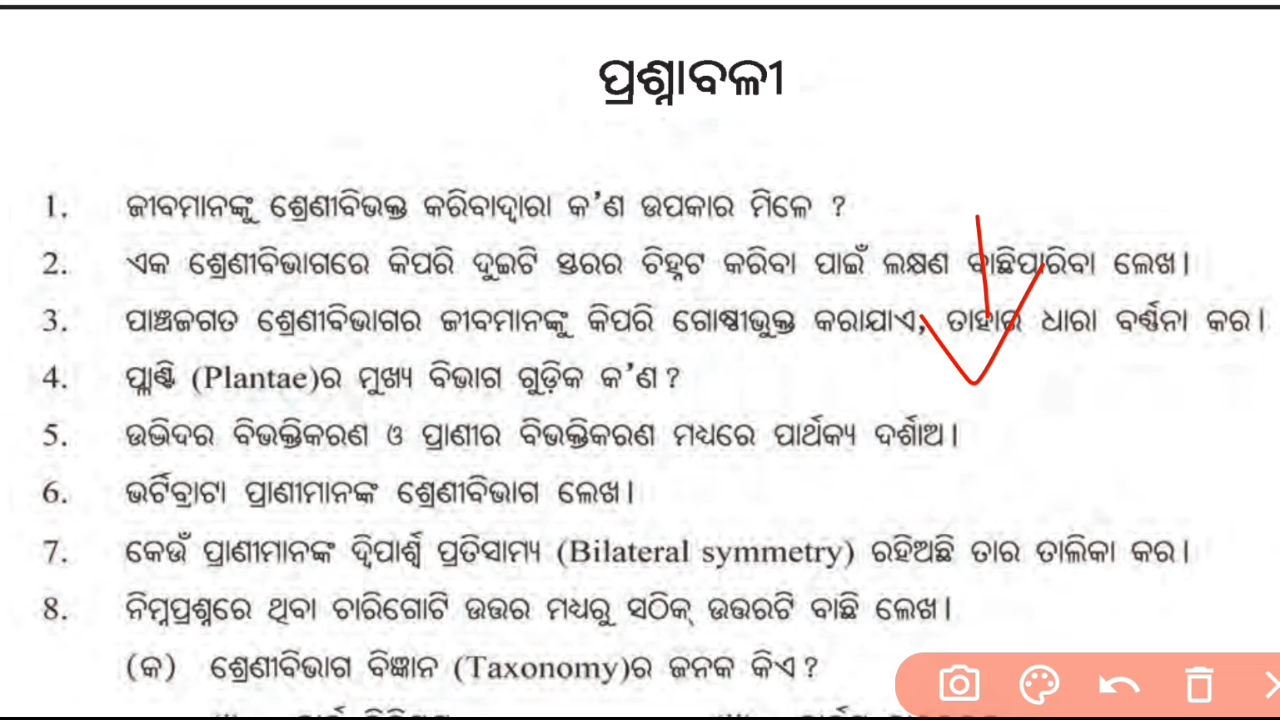 ପ୍ରଶ୍ନାବଳୀ
1. ଜୀବମାନଙ୍କୁ ଶ୍ରେଣୀବିଭକ୍ତ କରିବାଦ୍ୱାରା କ'ଣ ଉପକାର ମିଳେ ?
2. ଏକ ଶ୍ରେଣୀବିଭାଗରେ କିପରି ଦୁଇଟି ସ୍ତରର ଚିହ୍ନଟ କରିବା ପାଇଁ ଲକ୍ଷଣ ବାଛିପାରିବା ଲେଖ।
3. ପାଞ୍ଚଜଗତ ଶ୍ରେଣୀବିଭାଗର ଜୀବମାନଙ୍କୁ କିପରି ଗୋଷ୍ଠୀଭୁକ୍ତ କରାଯାଏ, ତାହାର ଧାରା ବର୍ଣ୍ଣନା କର।
4. ପ୍ଲାଣ୍ଟି (Plantae)ର ମୁଖ୍ୟ ବିଭାଗ ଗୁଡ଼ିକ କ'ଣ ?
5. ଉଦ୍ଭିଦର ବିଭକ୍ତିକରଣ ଓ ପ୍ରାଣୀର ବିଭକ୍ତିକରଣ ମଧ୍ୟରେ ପାର୍ଥକ୍ୟ ଦର୍ଶାଅ।
6. ଭର୍ଟିବ୍ରାଟା ପ୍ରାଣୀମାନଙ୍କ ଶ୍ରେଣୀବିଭାଗ ଲେଖ।
7. କେଉଁ ପ୍ରାଣୀମାନଙ୍କ ଦ୍ୱିପାର୍ଶ୍ୱ ପ୍ରତିସାମ୍ୟ (Bilateral symmetry) ରହିଅଛି ତାର ତାଲିକା କର।
8. ନିମ୍ନପ୍ରଶ୍ନରେ ଥିବା ଚାରିଗୋଟି ଉତ୍ତର ମଧ୍ୟରୁ ସଠିକ୍ ଉତ୍ତରଟି ବାଛି ଲେଖ।
(କ) ଶ୍ରେଣୀବିଭାଗ ବିଜ୍ଞାନ (Taxonomy)ର ଜନକ କିଏ ?